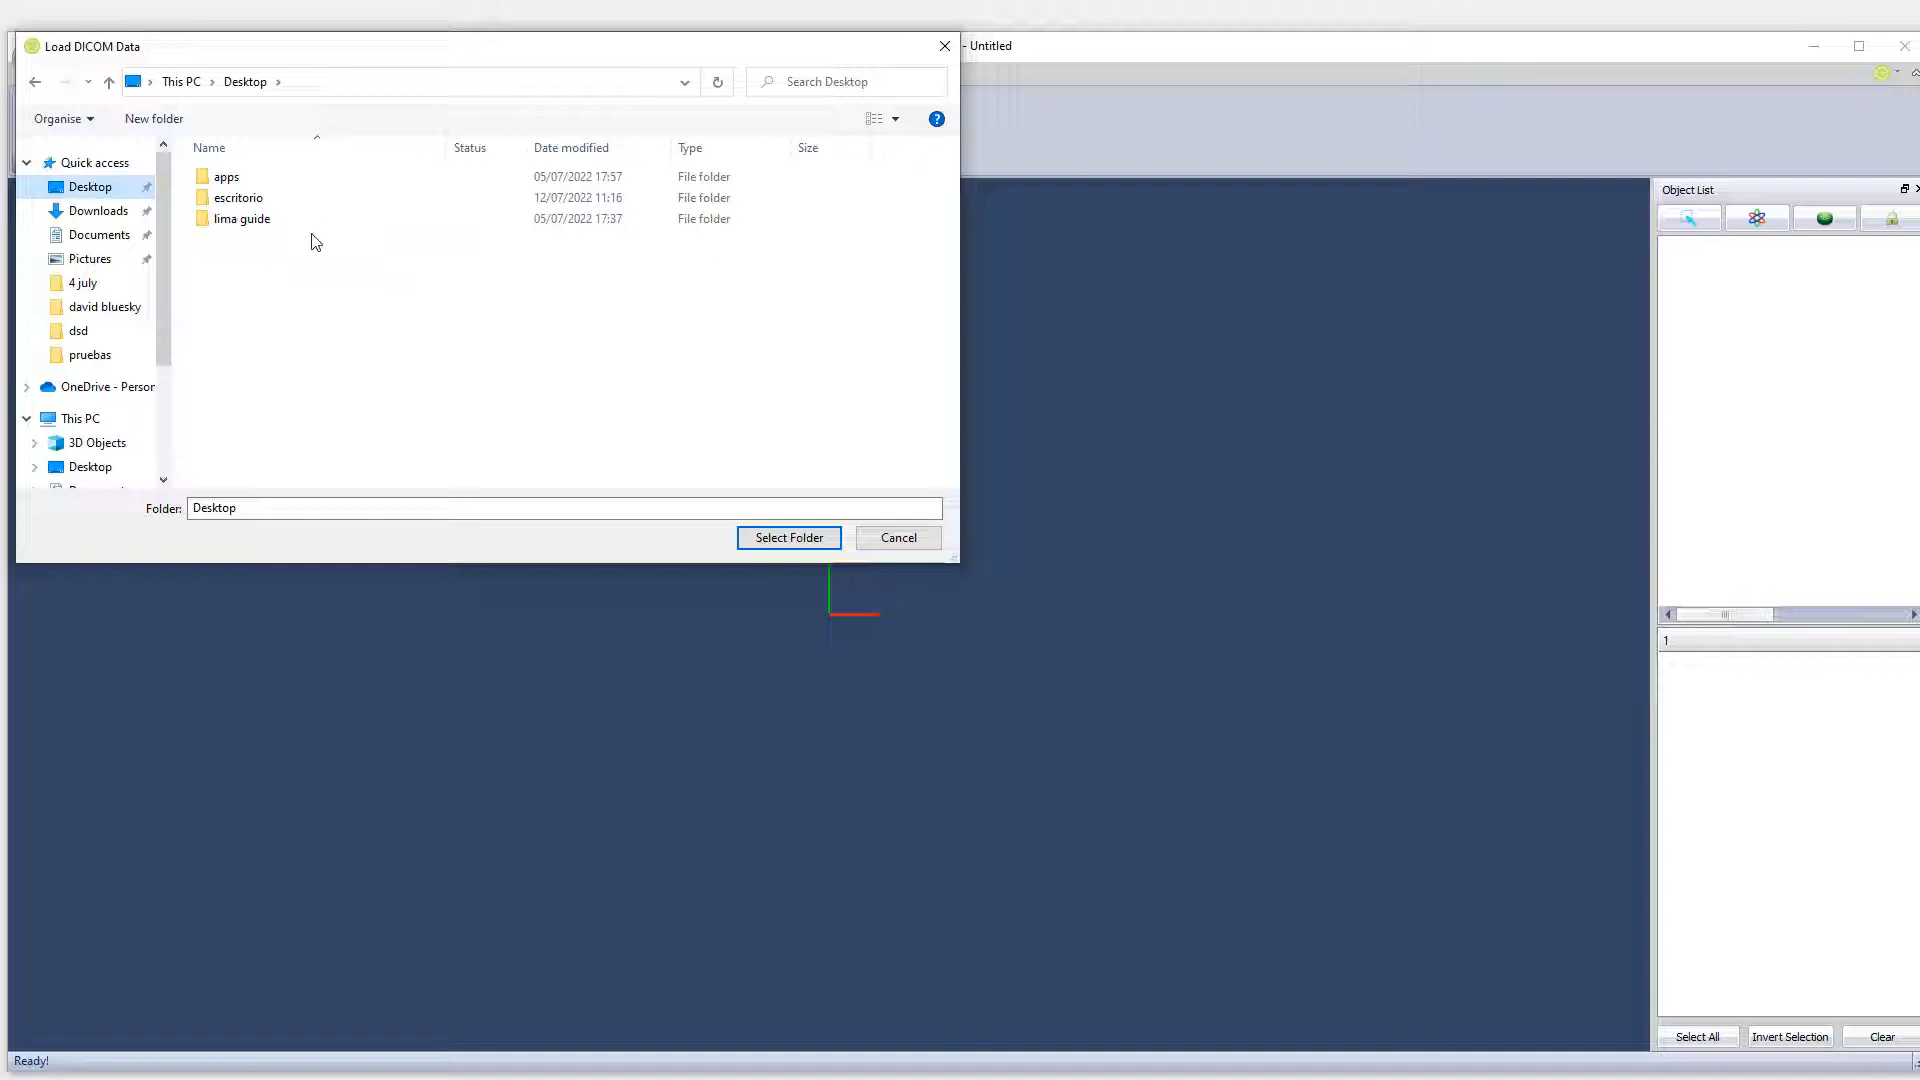 Load DICOM Data
- Untitled
This PC
Desktop
Search Desktop
Organise
New folder
Name
Status
Date modified
Type
Size
Quick access
Desktop
Downloads
Documents
Pictures
4 july
david bluesky
dsd
pruebas
OneDrive - Person
This PC
3D Objects
Desktop
apps
05/07/2022 17:57
File folder
escritorio
12/07/2022 11:16
File folder
lima guide
05/07/2022 17:37
File folder
Folder:
Desktop
Select Folder
Cancel
Object List
1
Select All
Invert Selection
Clear
Ready!